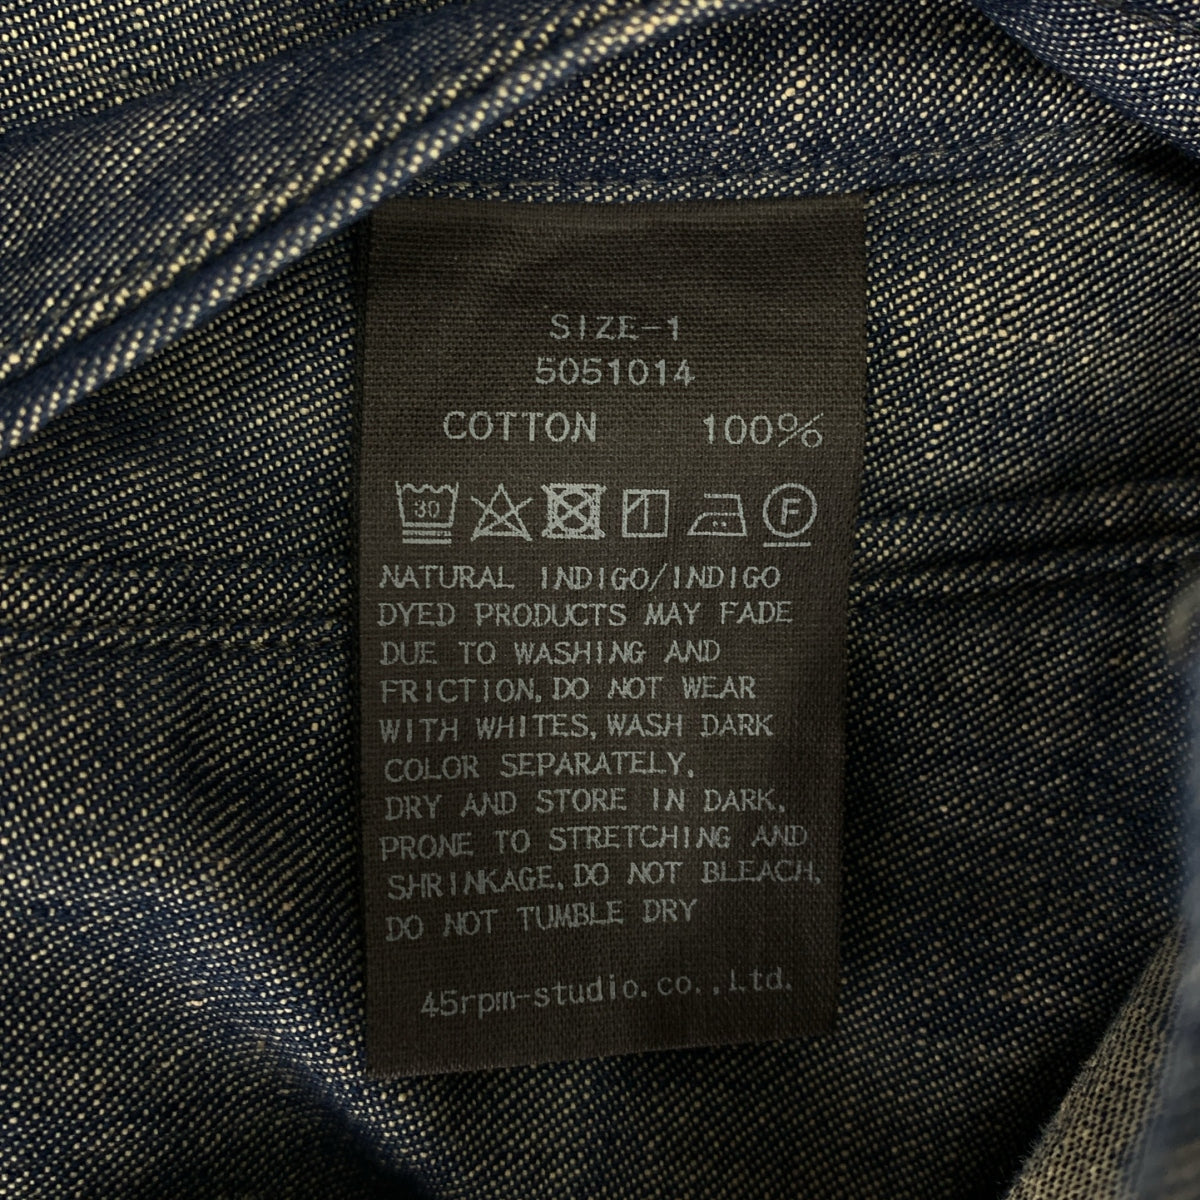 SIZE-1
5051014
COTTON 100%
30 F
NATURAL INDIGO/INDIGO
DYED PRODUCTS MAY FADE
DUE TO WASHING AND
FRICTION. DO NOT WEAR
WITH WHITES. WASH DARK
COLOR SEPARATELY.
DRY AND STORE IN DARK.
PRONE TO STRETCHING AND
SHRINKAGE. DO NOT BLEACH.
DO NOT TUMBLE DRY
45rpm-studio.co.,Ltd.